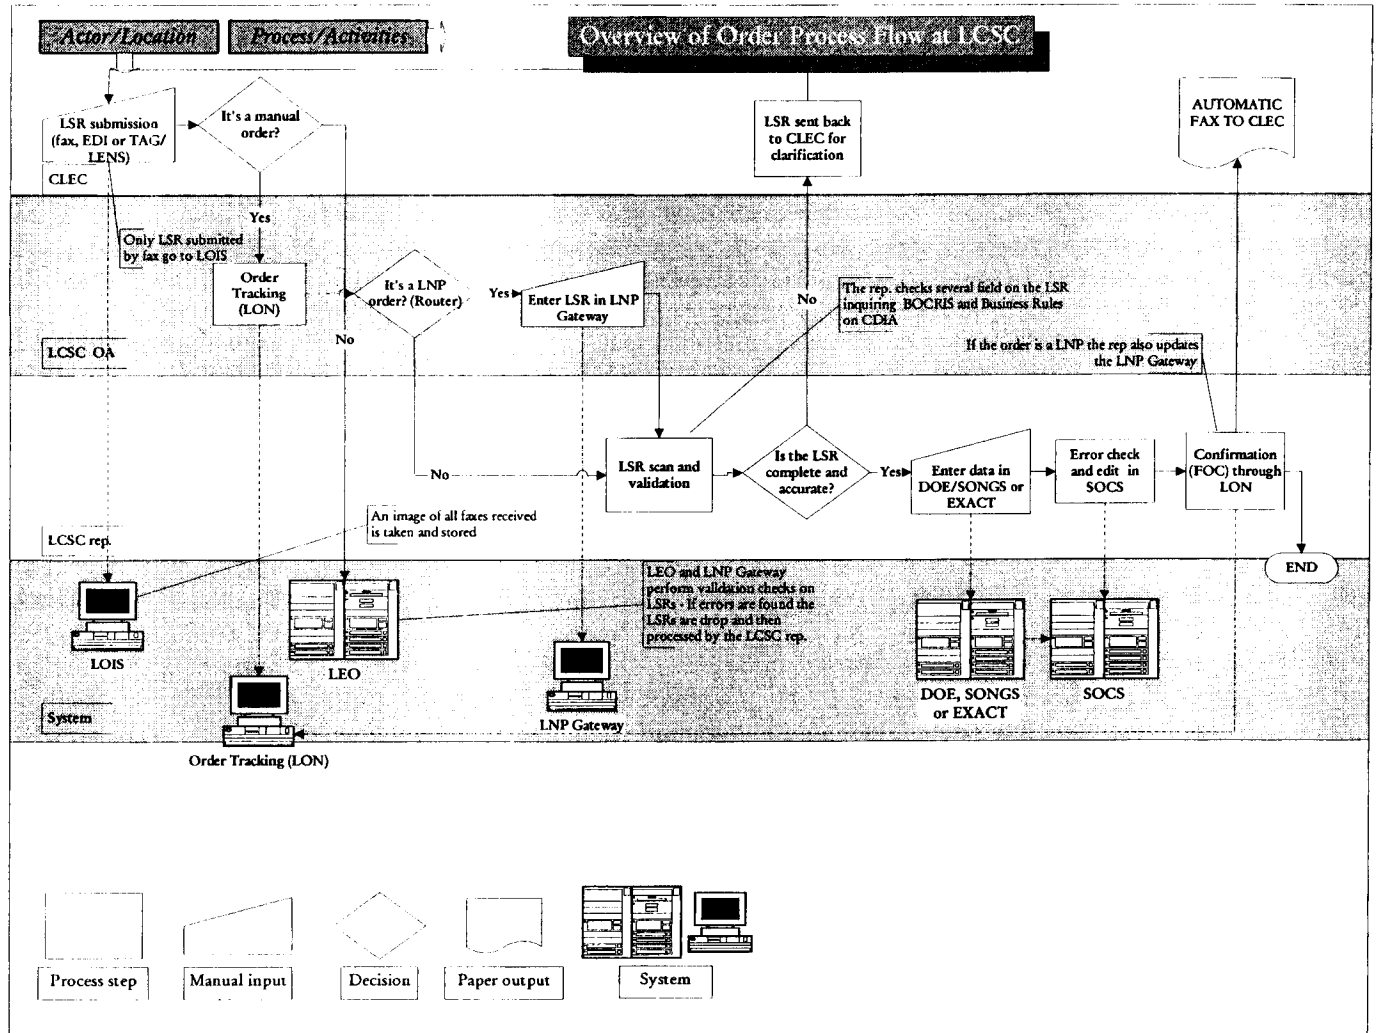 Actor/Location
Process/Activities
Overview of Order Process Flow at LCSC
LSR submission
(fax, EDI or TAG/
LENS)
CLEC
It's a manual
order?
LSR sent back
to CLEC for
clarification
AUTOMATIC
FAX TO CLEC
Yes
Only LSR submitted
by fax go to LOIS
Order
Tracking
(LON)
It's a LNP
order? (Router)
Yes
Enter LSR in LNP
Gateway
No
No
The rep. checks several field on the LSR
inquiring BOCRIS and Business Rules
on CDIA
If the order is a LNP the rep also updates
the LNP Gateway
LCSC OA
No
LSR scan and
validation
Is the LSR
complete and
accurate?
Yes
Enter data in
DOE/SONGS or
EXACT
Error check
and edit in
SOCS
Confirmation
(FOC) through
LON
An image of all faxes received
is taken and stored
LCSC rep.
END
LOIS
LEO
LEO and LNP Gateway
perform validation checks on
LSRs - If errors are found the
LSRs are drop and then
processed by the LCSC rep.
LNP Gateway
DOE, SONGS
or EXACT
SOCS
System
Order Tracking (LON)
Process step
Manual input
Decision
Paper output
System